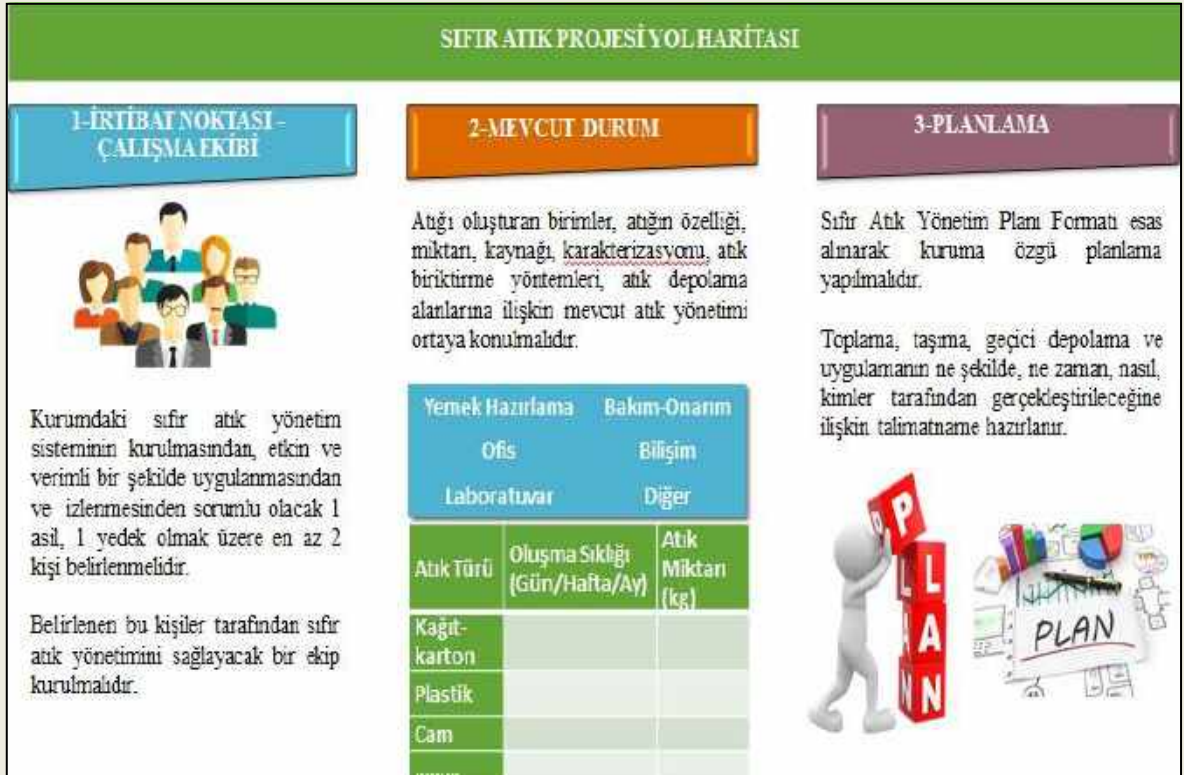 SIFIR ATIK PROJESİ YOL HARİTASI
1-İRTİBAT NOKTASI –
ÇALIŞMA EKİBİ
Kurumdaki sıfır atık yönetim
sisteminin kurulmasından, etkin ve
verimli bir şekilde uygulanmasından
ve izlenmesinden sorumlu olacak 1
asil, 1 yedek olmak üzere en az 2
kişi belirlenmelidir.
Belirlenen bu kişiler tarafından sıfır
atık yönetimini sağlayacak bir ekip
kurulmalıdır.
2-MEVCUT DURUM
Atığı oluşturan birimler, atığın özelliği,
miktarı, kaynağı, karakterizasyonu, atık
biriktirme yöntemleri, atık depolama
alanlarına ilişkin mevcut atık yönetimi
ortaya konulmalıdır.
Yemek Hazırlama Bakım-Onarım
Ofis Bilişim
Laboratuvar Diğer
Atık Türü
Oluşma Sıklığı
(Gün/Hafta/Ay)
Atık
Miktarı
(kg)
Kağıt-
karton
Plastik
Cam
3-PLANLAMA
Sıfır Atık Yönetim Planı Formatı esas
alınarak kuruma özgü planlama
yapılmalıdır.
Toplama, taşıma, geçici depolama ve
uygulamanın ne şekilde, ne zaman, nasıl,
kimler tarafından gerçekleştirileceğine
ilişkin talimatname hazırlanır.
PLAN
PLAN